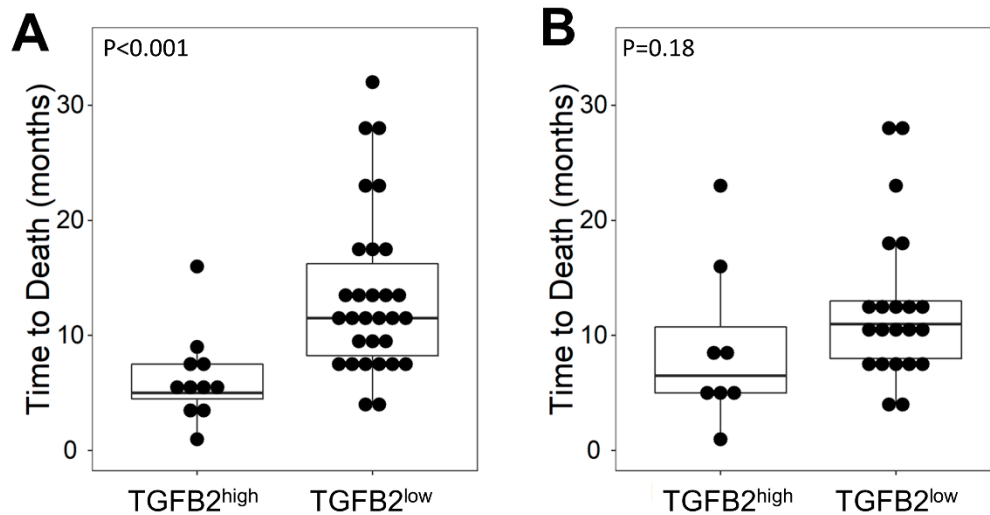 A
P<0.001
Time to Death (months)
30
20
10
0
TGFB2high
TGFB2low
B
P=0.18
Time to Death (months)
30
20
10
0
TGFB2high
TGFB2low